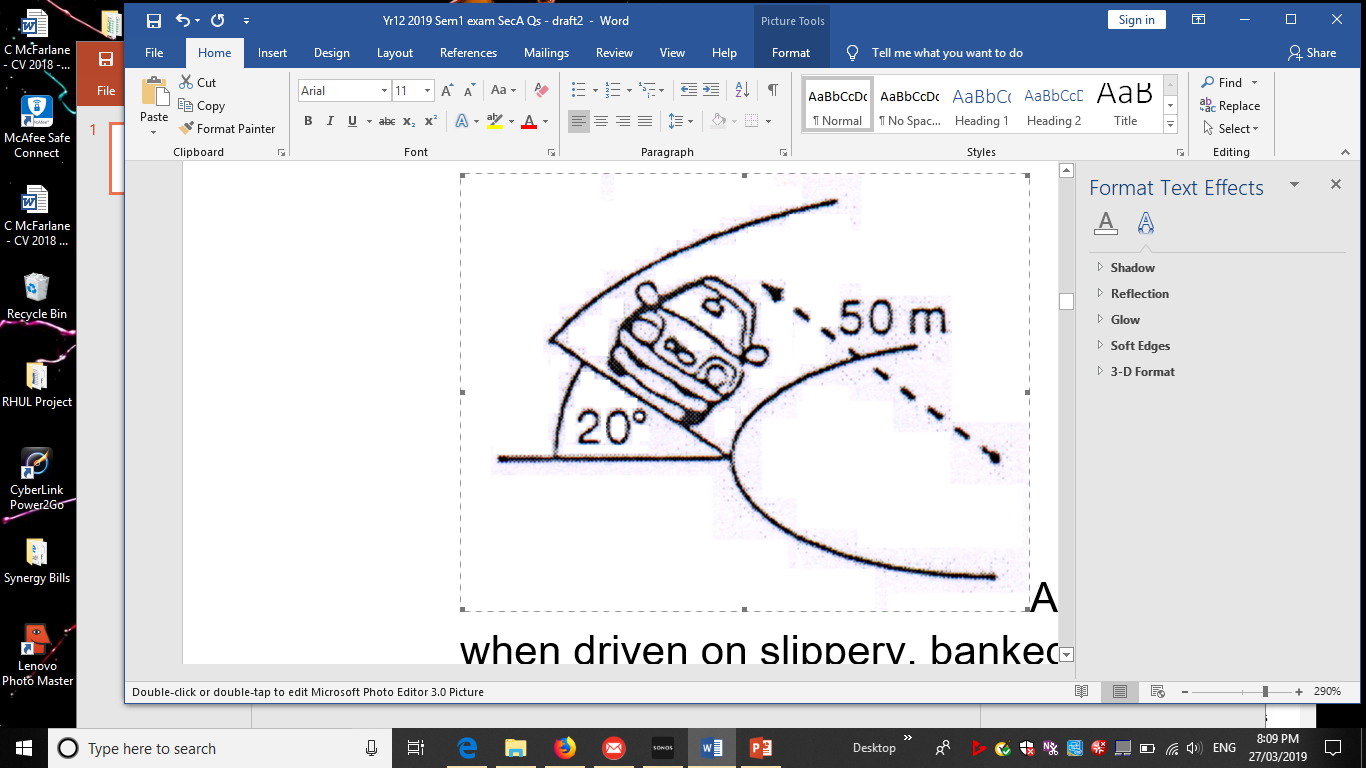 C McFarlane
- CV 2018 -...
McAfee Safe
Connect
C McFarlane
- CV 2018 ...
Recycle Bin
RHUL Project
CyberLink
Power2Go
Synergy Bills
Lenovo
Photo Master
File
1
Yr12 2019 Sem1 exam SecA Qs - draft2 - Word
Picture Tools
Sign in
File
Home
Insert
Design
Layout
References
Mailings
Review
View
Help
Format
Tell me what you want to do
Share
Paste
Cut
Copy
Format Painter
Clipboard
Arial
11
Aa
B I U abc x₂ x² A ab A
Font
Paragraph
AaBbCcDc
¶ Normal
AaBbCcDc
¶ No Spac...
AaBbCc
Heading 1
AaBbCcD
Heading 2
AaB
Title
Styles
Find
Replace
Select
Editing
50 m
20°
A
when driven on slippery, banked
Format Text Effects
Shadow
Reflection
Glow
Soft Edges
3-D Format
Double-click or double-tap to edit Microsoft Photo Editor 3.0 Picture
290%
Type here to search
SONOS
Desktop
ENG
8:09 PM
27/03/2019